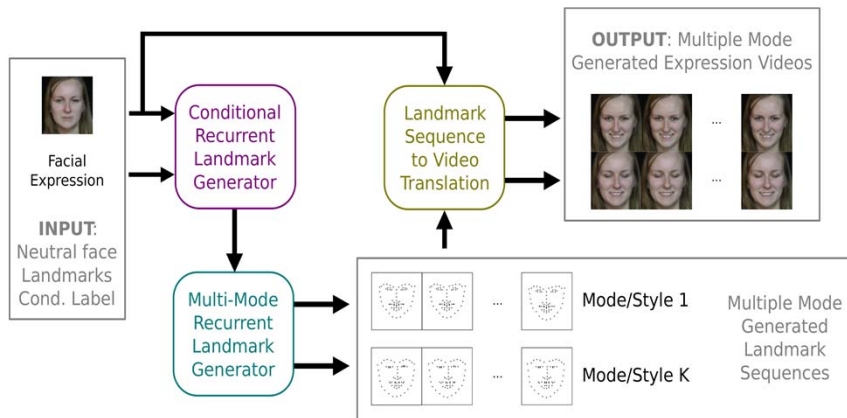 Facial
Expression
INPUT:
Neutral face
Landmarks
Cond. Label
Conditional
Recurrent
Landmark
Generator
Multi-Mode
Recurrent
Landmark
Generator
Landmark
Sequence
to Video
Translation
OUTPUT: Multiple Mode
Generated Expression Videos
...
...
... Mode/Style 1
... Mode/Style K
Multiple Mode
Generated
Landmark
Sequences